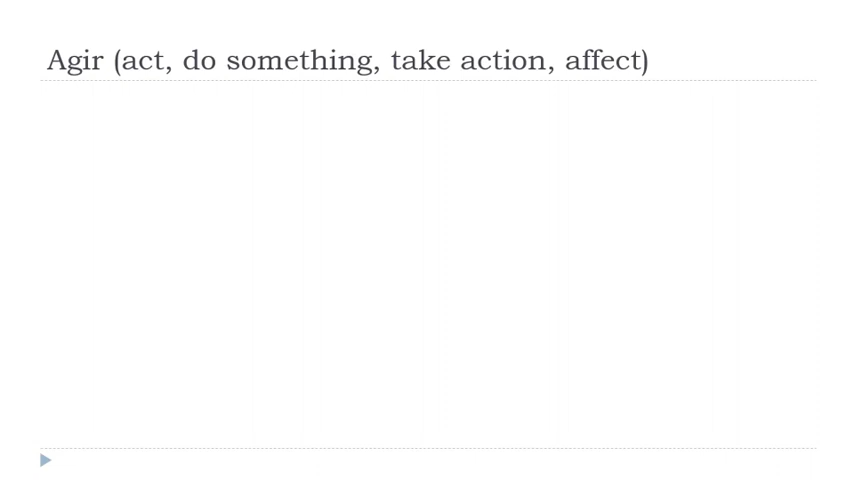 Agir (act, do something, take action, affect)